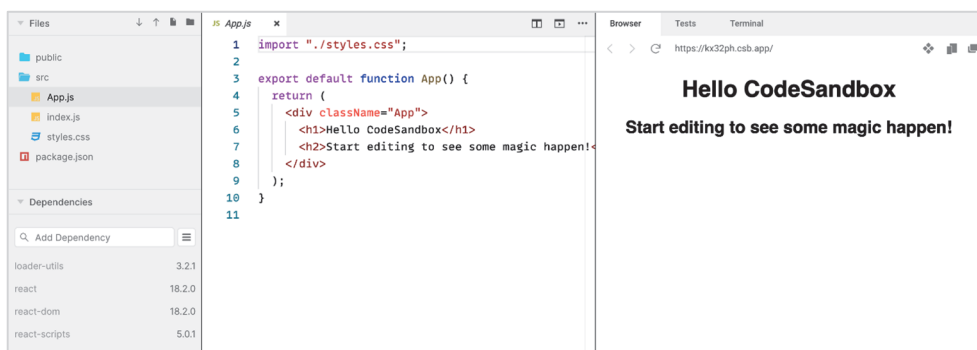 Files
public
src
App.js
index.js
styles.css
package.json
Dependencies
Add Dependency
loader-utils 3.2.1
react 18.2.0
react-dom 18.2.0
react-scripts 5.0.1
JS App.js ×
1 import "./styles.css";
2
3 export default function App() {
4 return (
5 <div className="App">
6 <h1>Hello CodeSandbox</h1>
7 <h2>Start editing to see some magic happen!<
8 </div>
9 );
10 }
11
Browser Tests Terminal
https://kx32ph.csb.app/
Hello CodeSandbox
Start editing to see some magic happen!